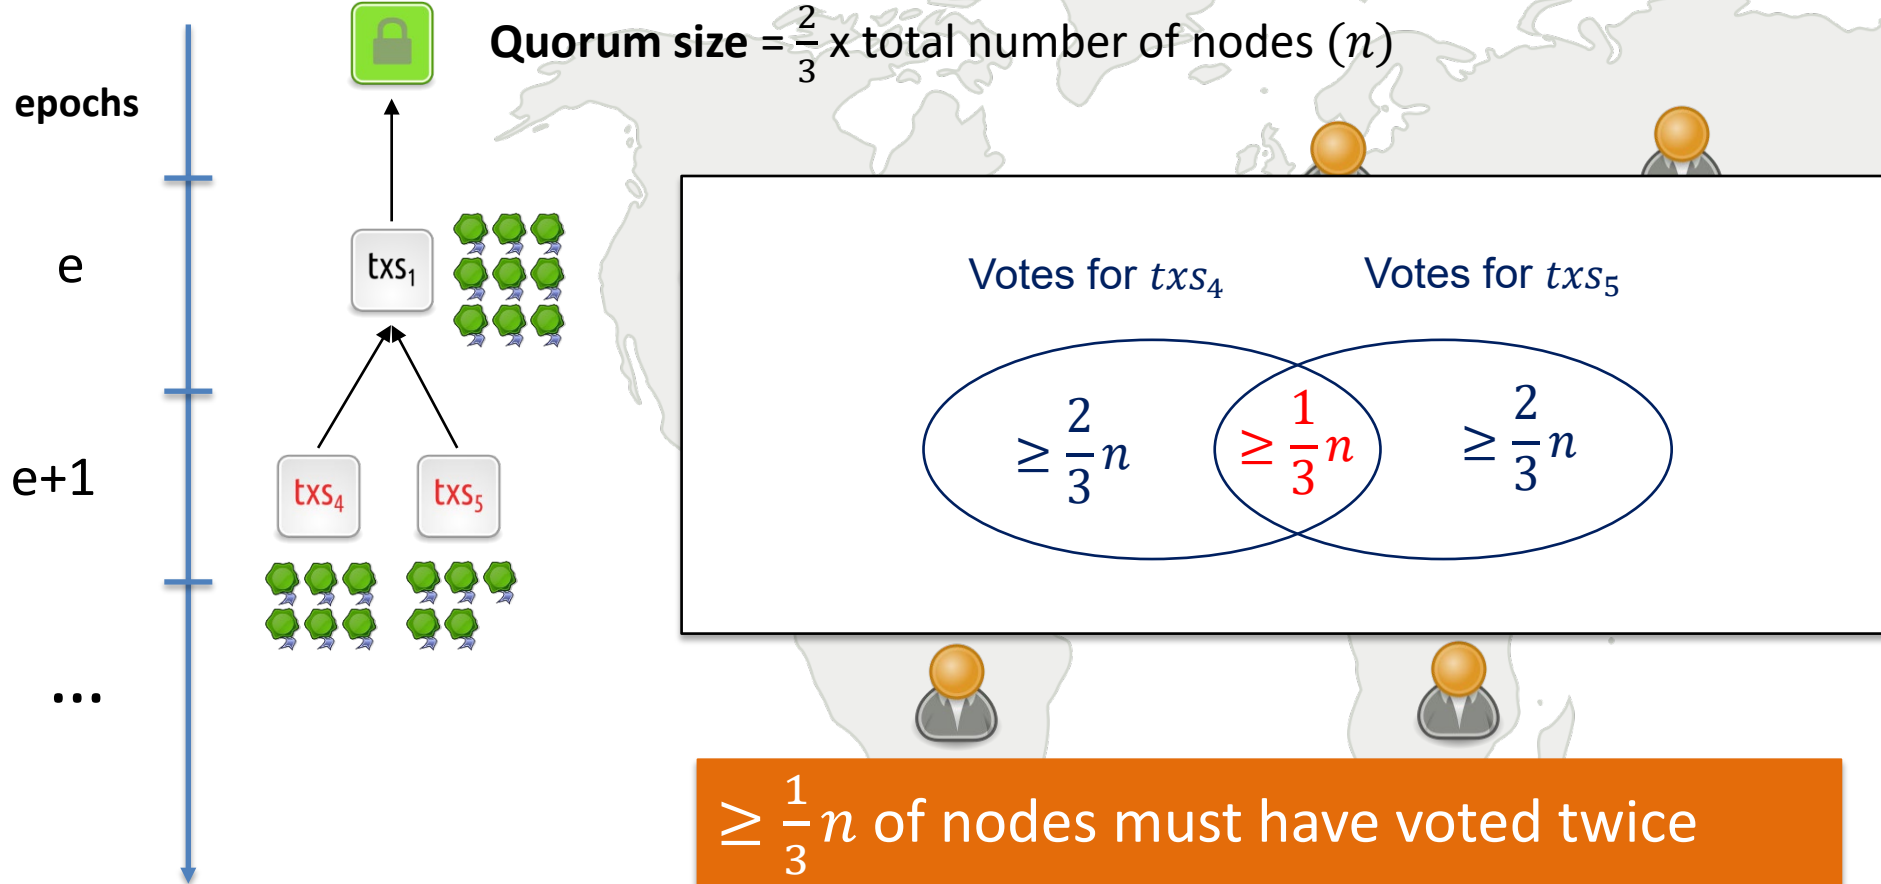 Quorum size = 2/3 x total number of nodes (n)
epochs
e
txs₁
Votes for txs₄
Votes for txs₅
≥ 2/3 n
≥ 1/3 n
≥ 2/3 n
e+1
txs₄
txs₅
...
≥ 1/3 n of nodes must have voted twice